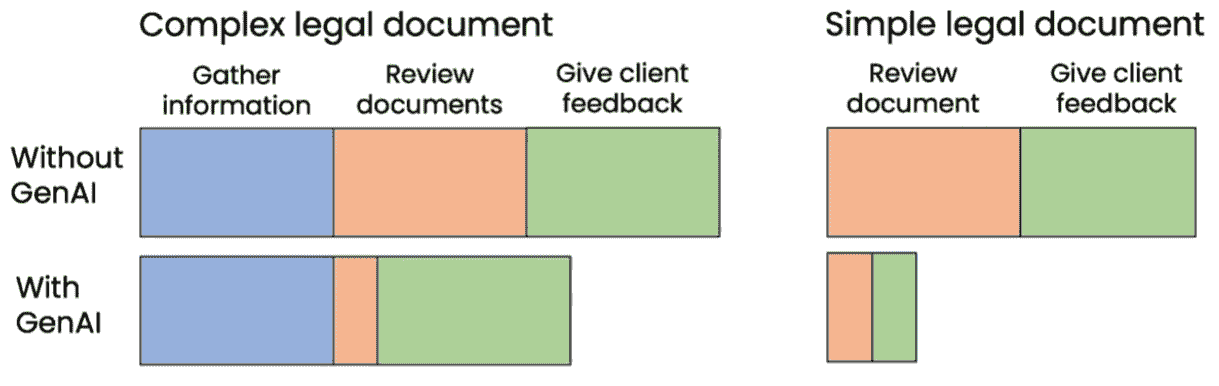 Complex legal document
Simple legal document
Gather
information
Review
documents
Give client
feedback
Review
document
Give client
feedback
Without
GenAI
With
GenAI